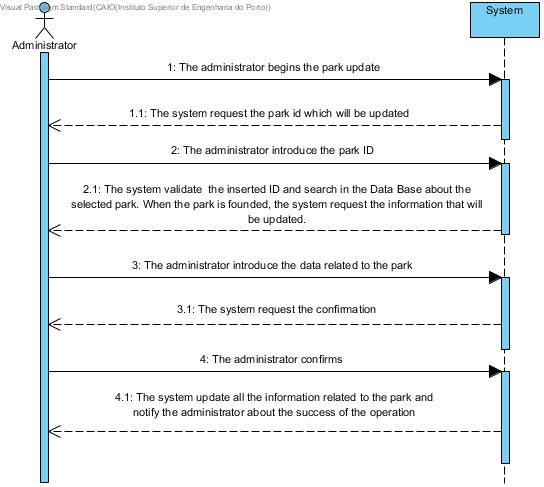 Visual Paradigm Standard(CAIO(Instituto Superior de Engenharia do Porto))
System
Administrator
1: The administrator begins the park update
1.1: The system request the park id which will be updated
2: The administrator introduce the park ID
2.1: The system validate the inserted ID and search in the Data Base about the
selected park. When the park is founded, the system request the information that will
be updated.
3: The administrator introduce the data related to the park
3.1: The system request the confirmation
4: The administrator confirms
4.1: The system update all the information related to the park and
notify the administrator about the success of the operation